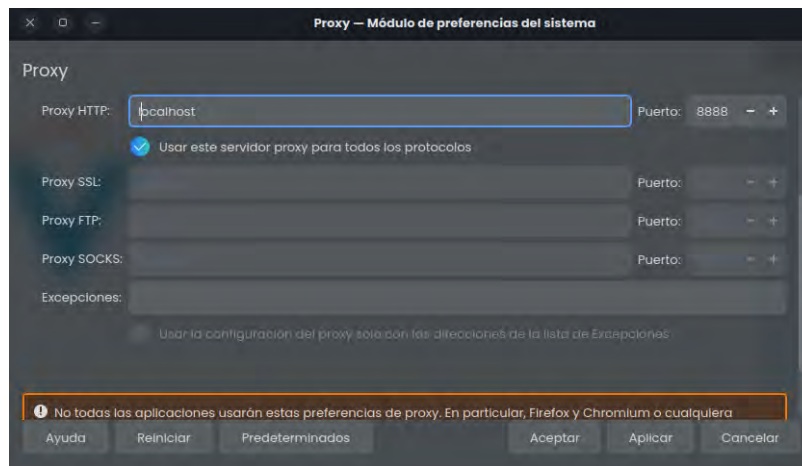 Proxy — Módulo de preferencias del sistema
Proxy
Proxy HTTP: localhost Puerto: 8888 - +
Usar este servidor proxy para todos los protocolos
Proxy SSL: Puerto: - +
Proxy FTP: Puerto: - +
Proxy SOCKS: Puerto: - +
Excepciones:
Usar la configuración del proxy solo con las direcciones de la lista de Excepciones
No todas las aplicaciones usarán estas preferencias de proxy. En particular, Firefox y Chromium o cualquiera
Ayuda Reiniciar Predeterminados Aceptar Aplicar Cancelar